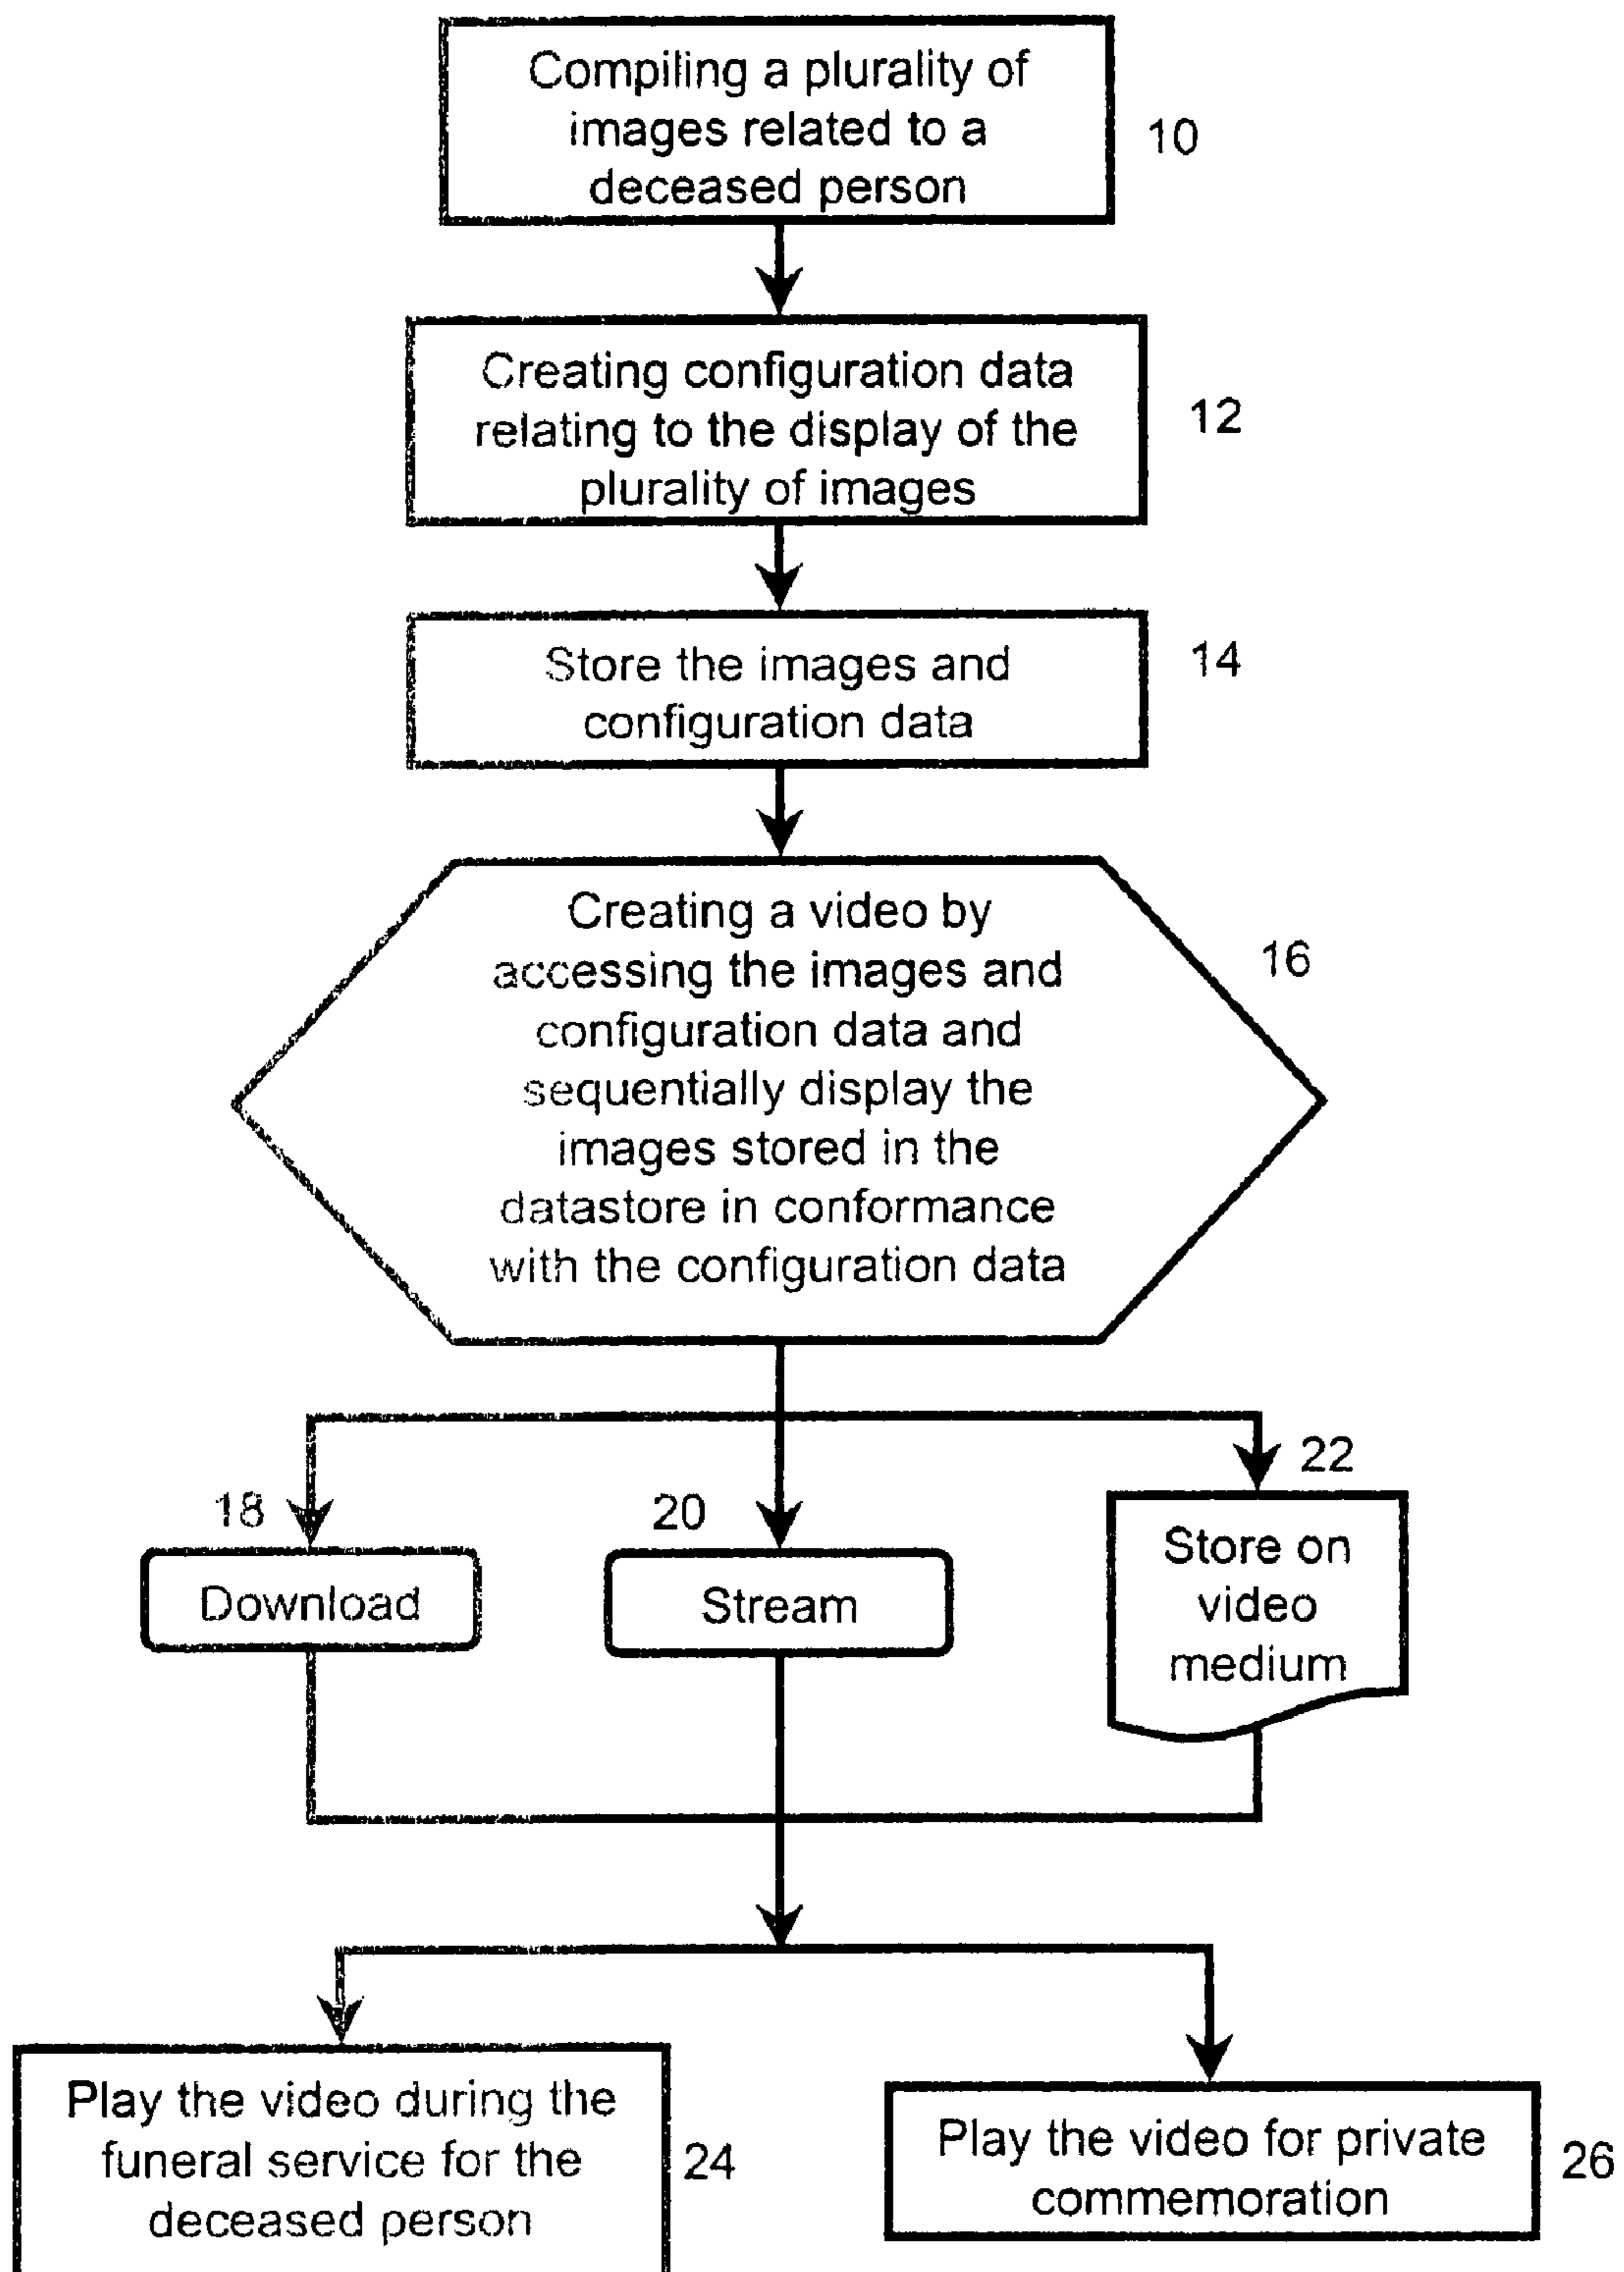 Compiling a plurality of
images related to a
deceased person
10
Creating configuration data
relating to the display of the
plurality of images
12
Store the images and
configuration data
14
Creating a video by
accessing the images and
configuration data and
sequentially display the
images stored in the
datastore in conformance
with the configuration data
16
18
Download
20
Stream
22
Store on
video
medium
Play the video during the
funeral service for the
deceased person
24
Play the video for private
commemoration
26